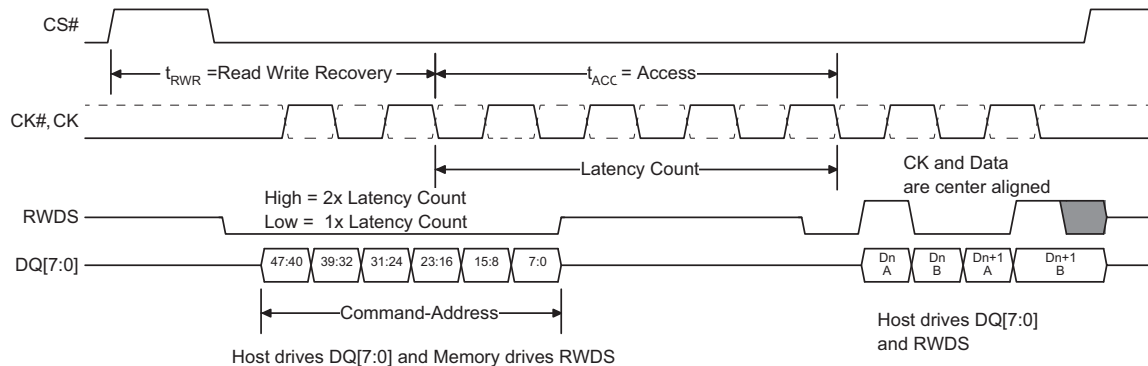 CS#
tRWR =Read Write Recovery
tACC = Access
CK#, CK
Latency Count
CK and Data
are center aligned
High = 2x Latency Count
Low = 1x Latency Count
RWDS
DQ[7:0]
47:40
39:32
31:24
23:16
15:8
7:0
Dn
A
Dn
B
Dn+1
A
Dn+1
B
Command-Address
Host drives DQ[7:0]
and RWDS
Host drives DQ[7:0] and Memory drives RWDS